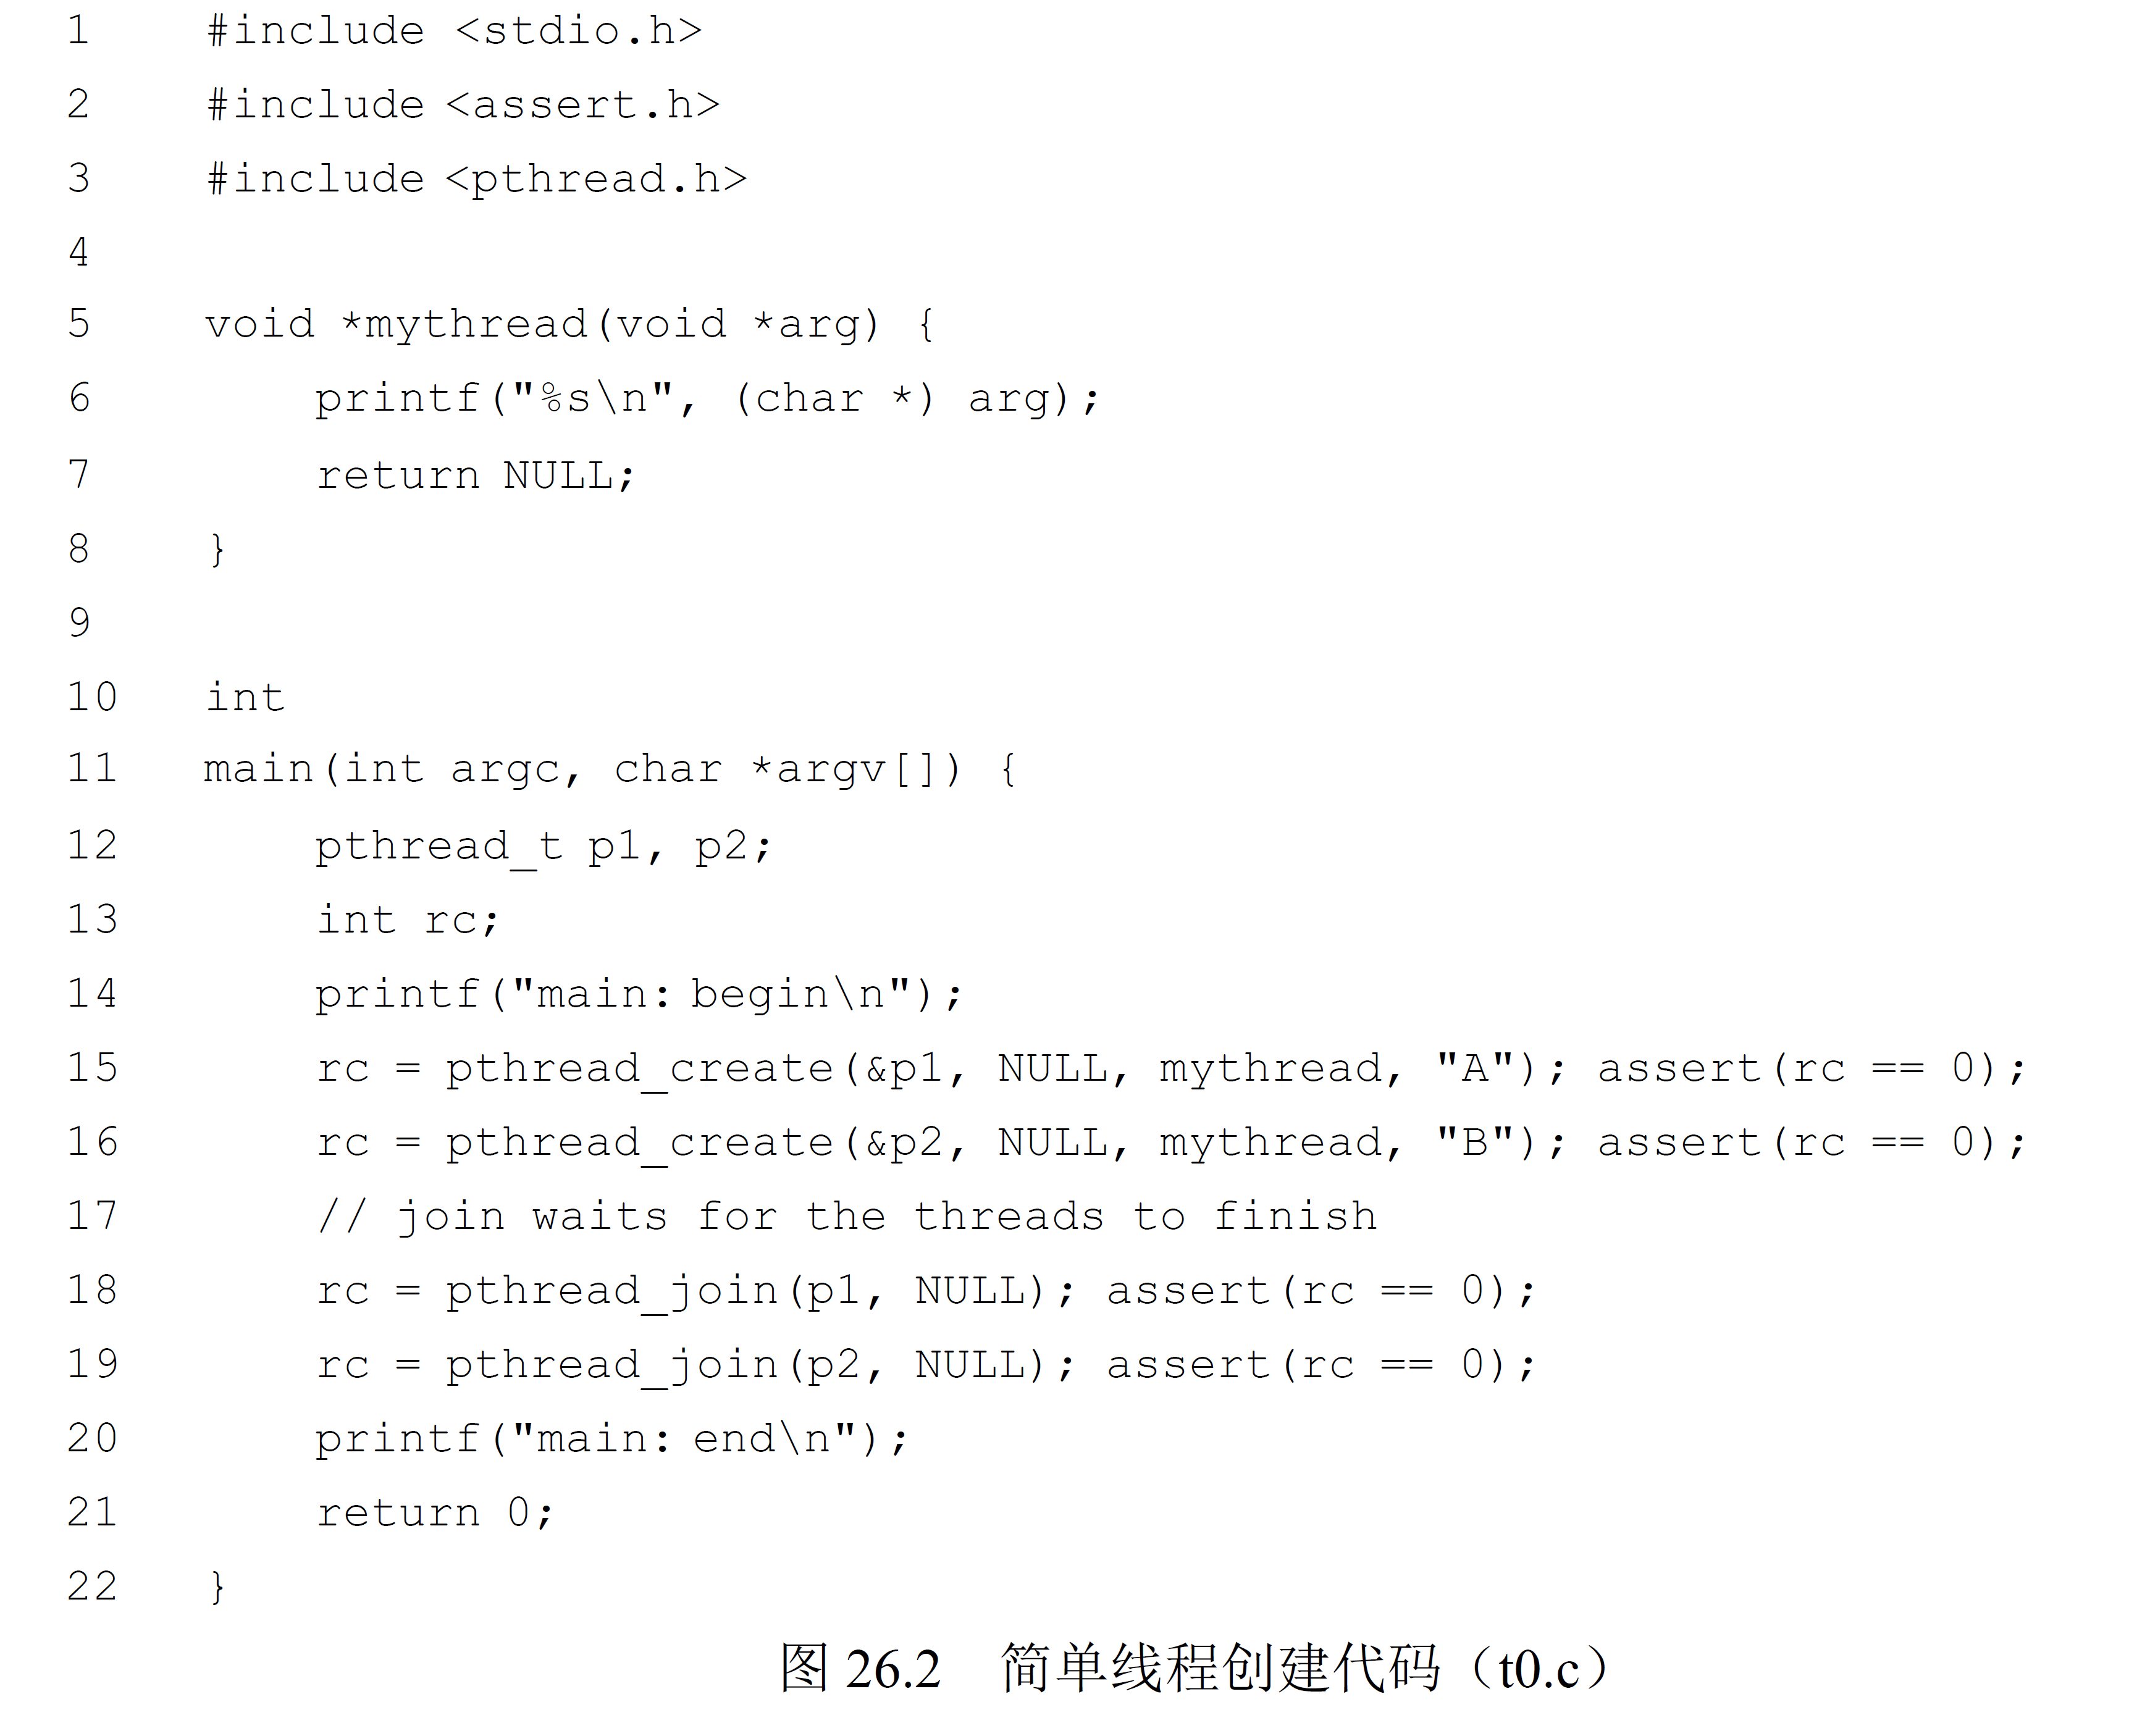 1 #include <stdio.h>
2 #include <assert.h>
3 #include <pthread.h>
4
5 void *mythread(void *arg) {
6     printf("%s\n", (char *) arg);
7     return NULL;
8 }
9
10 int
11 main(int argc, char *argv[]) {
12     pthread_t p1, p2;
13     int rc;
14     printf("main: begin\n");
15     rc = pthread_create(&p1, NULL, mythread, "A"); assert(rc == 0);
16     rc = pthread_create(&p2, NULL, mythread, "B"); assert(rc == 0);
17     // join waits for the threads to finish
18     rc = pthread_join(p1, NULL); assert(rc == 0);
19     rc = pthread_join(p2, NULL); assert(rc == 0);
20     printf("main: end\n");
21     return 0;
22 }
图 26.2　简单线程创建代码（t0.c）